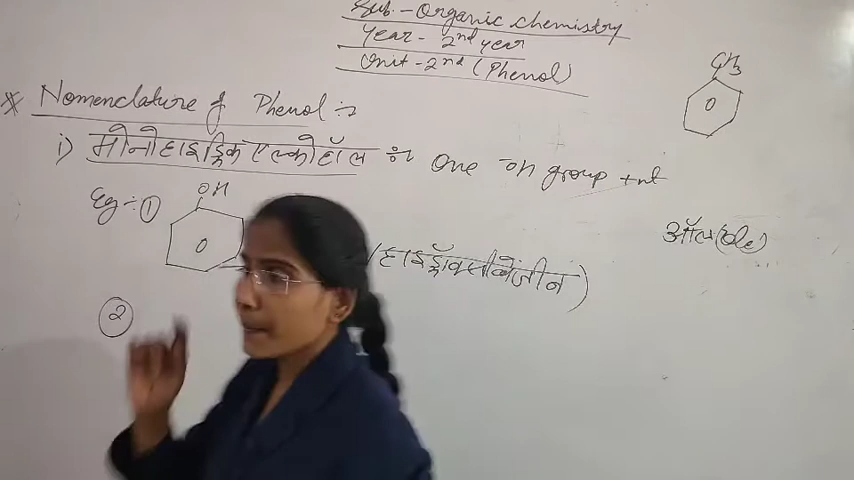 Sub. - Organic chemistry
Year - 2nd year
Unit - 2nd (Phenol)
CH3
* Nomenclature of Phenol :-
i) मोनोहाइड्रिक एल्कोहॉल :- One -OH group +nt
Eg :- ① OH
(हाइड्रॉक्सीबेंजीन)
ऑल (ole)
②